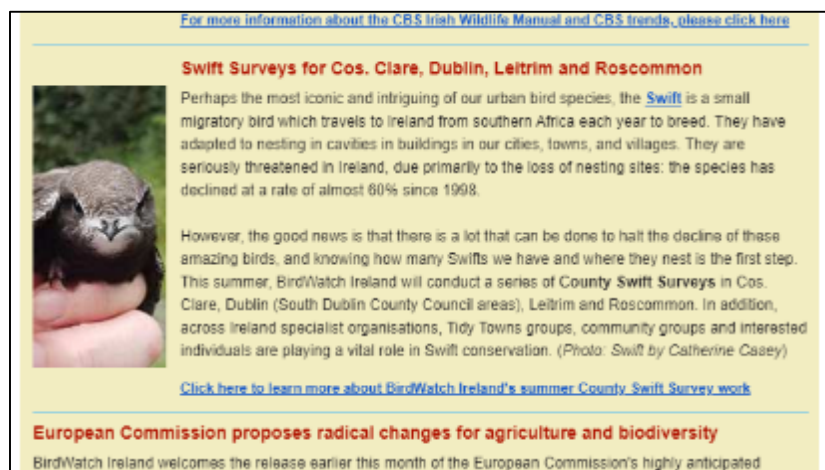 For more information about the CBS Irish Wildlife Manual and CBS trends, please click here
Swift Surveys for Cos. Clare, Dublin, Leitrim and Roscommon
Perhaps the most iconic and intriguing of our urban bird species, the Swift is a small
migratory bird which travels to Ireland from southern Africa each year to breed. They have
adapted to nesting in cavities in buildings in our cities, towns, and villages. They are
seriously threatened in Ireland, due primarily to the loss of nesting sites: the species has
declined at a rate of almost 60% since 1998.
However, the good news is that there is a lot that can be done to halt the decline of these
amazing birds, and knowing how many Swifts we have and where they nest is the first step.
This summer, BirdWatch Ireland will conduct a series of County Swift Surveys in Cos.
Clare, Dublin (South Dublin County Council areas), Leitrim and Roscommon. In addition,
across Ireland specialist organisations, Tidy Towns groups, community groups and interested
individuals are playing a vital role in Swift conservation. (Photo: Swift by Catherine Casey)
Click here to learn more about BirdWatch Ireland's summer County Swift Survey work
European Commission proposes radical changes for agriculture and biodiversity
BirdWatch Ireland welcomes the release earlier this month of the European Commission's highly anticipated